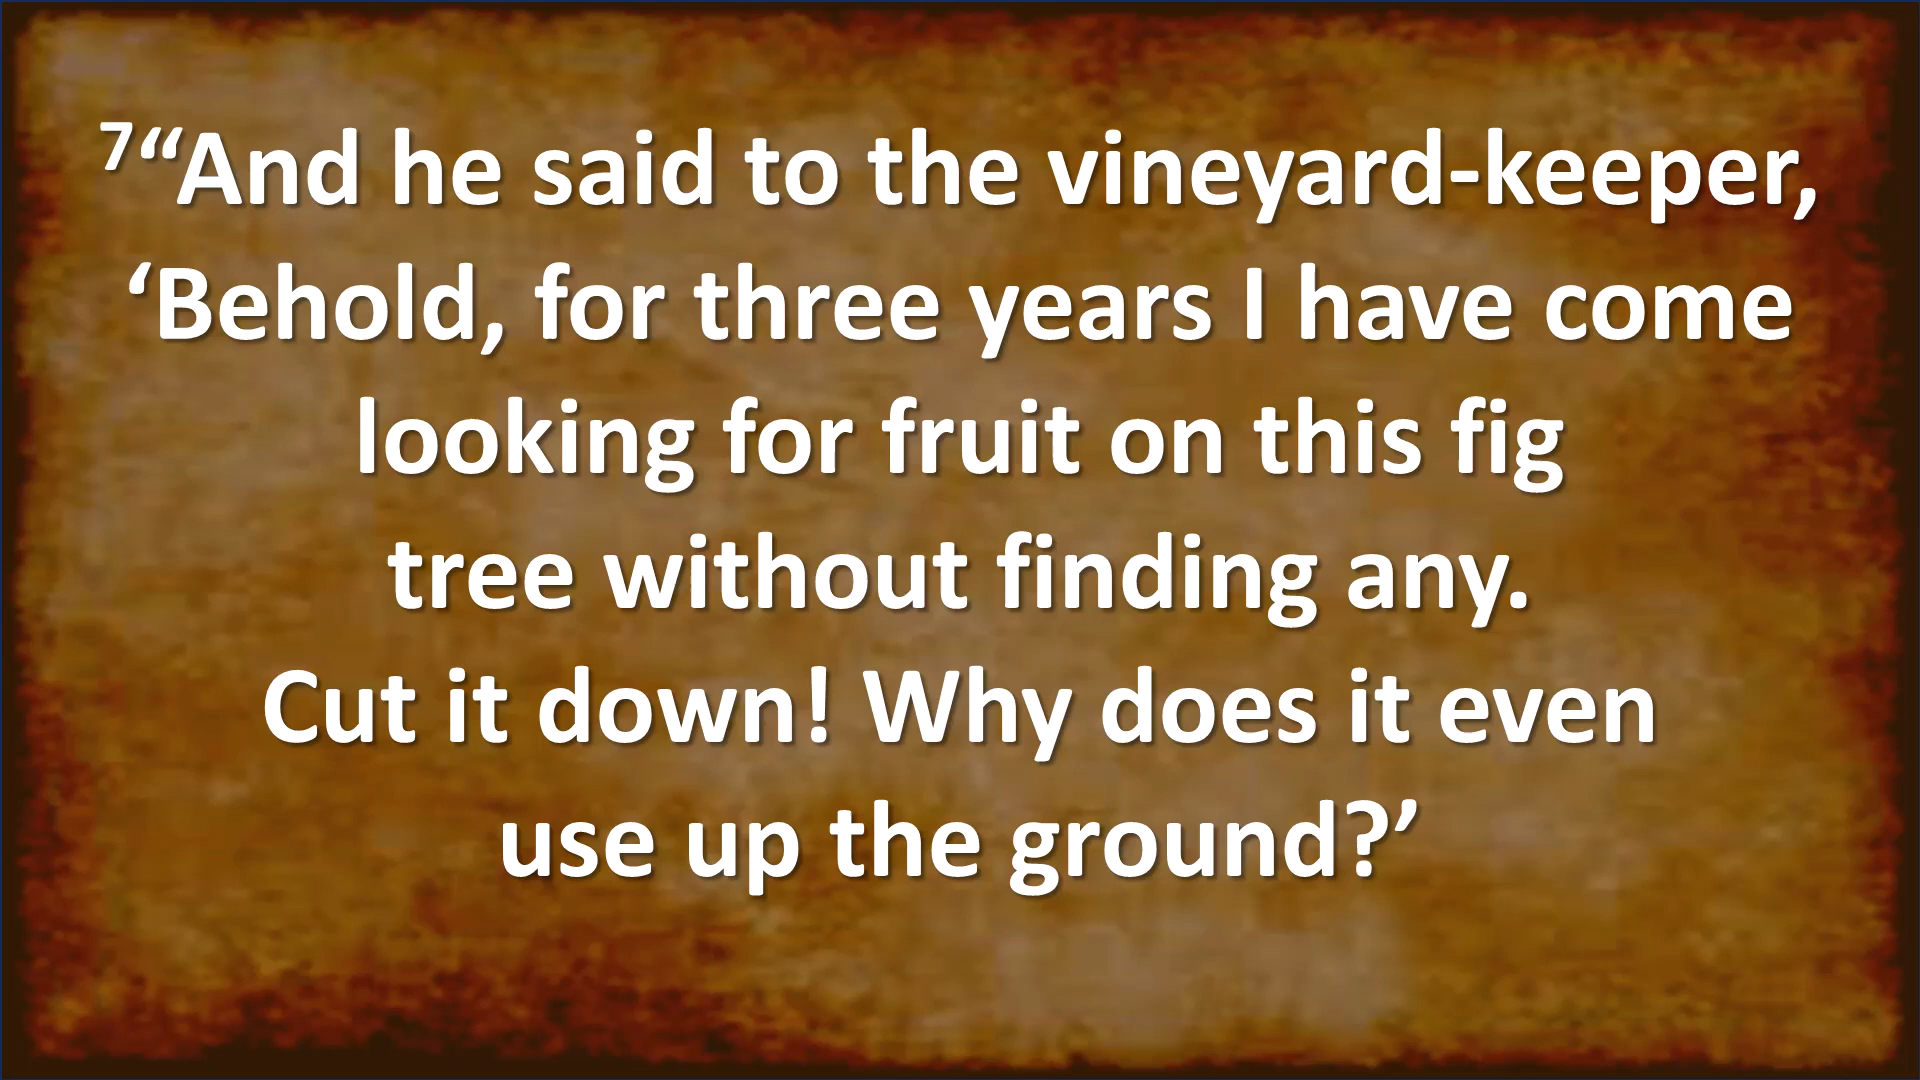 7“And he said to the vineyard-keeper,
‘Behold, for three years I have come
looking for fruit on this fig
tree without finding any.
Cut it down! Why does it even
use up the ground?’